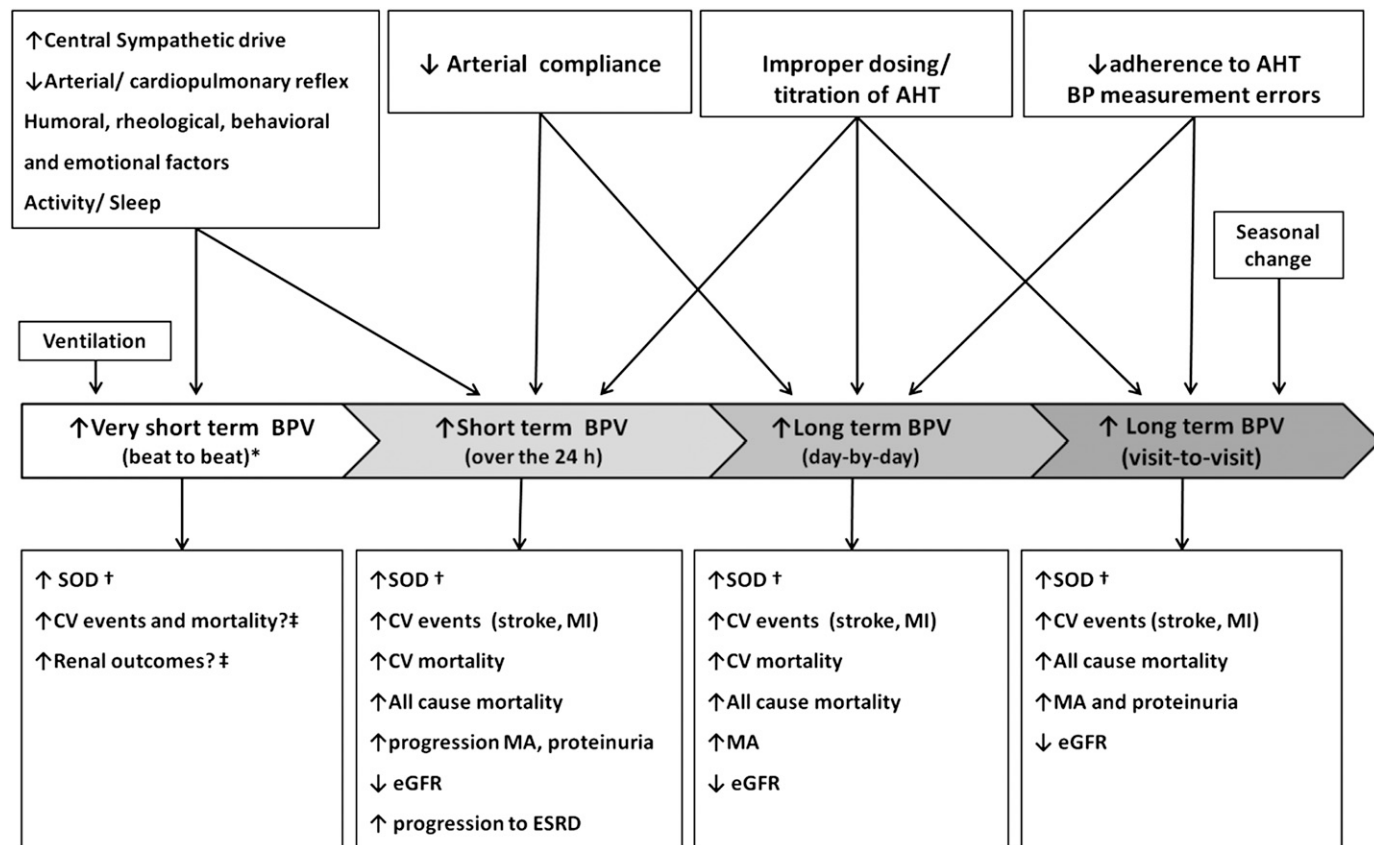 ↑Central Sympathetic drive
↓Arterial/ cardiopulmonary reflex
Humoral, rheological, behavioral
and emotional factors
Activity/ Sleep
↓ Arterial compliance
Improper dosing/
titration of AHT
↓adherence to AHT
BP measurement errors
Seasonal
change
Ventilation
↑Very short term BPV
(beat to beat)*
↑Short term BPV
(over the 24 h)
↑Long term BPV
(day-by-day)
↑ Long term BPV
(visit-to-visit)
↑ SOD †
↑CV events and mortality?‡
↑Renal outcomes? ‡
↑SOD †
↑CV events (stroke, MI)
↑CV mortality
↑All cause mortality
↑progression MA, proteinuria
↓ eGFR
↑ progression to ESRD
↑SOD †
↑CV events (stroke, MI)
↑CV mortality
↑All cause mortality
↑MA
↓ eGFR
↑SOD †
↑CV events (stroke, MI)
↑All cause mortality
↑MA and proteinuria
↓ eGFR